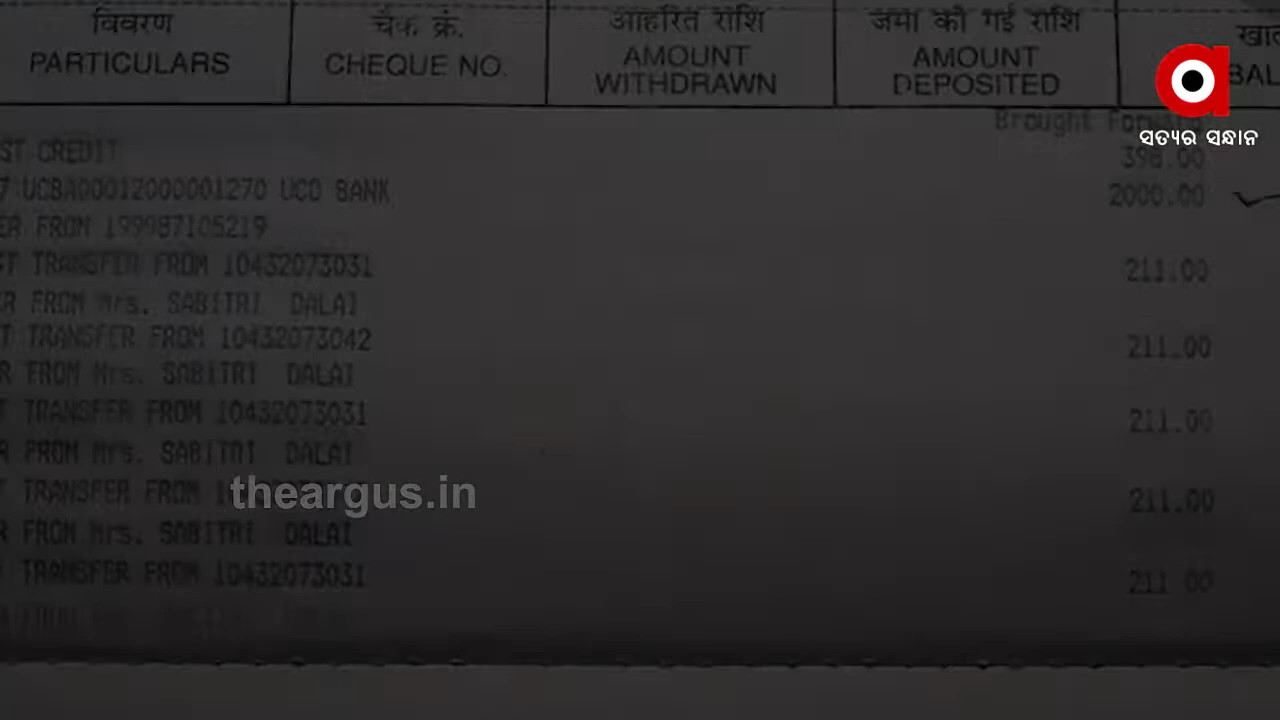 विवरण चैक क्रं. आहरित राशि जमा की गई राशि
PARTICULARS CHEQUE NO. AMOUNT WITHDRAWN AMOUNT DEPOSITED
ସତ୍ୟର ସନ୍ଧାନ
Brought
ST CREDIT 398.00
7 UCBA00012000001270 UCO BANK 2000.00
ER FROM 199987105219
ST TRANSFER FROM 10432073031 211.00
ER FROM Mrs. SABITRI DALAI
T TRANSFER FROM 10432073042 211.00
R FROM Mrs. SABITRI DALAI
T TRANSFER FROM 10432073031 211.00
R FROM Mrs. SABITRI DALAI
theargus.in
T TRANSFER FROM 211.00
R FROM Mrs. SABITRI DALAI
TRANSFER FROM 10432073031 211.00